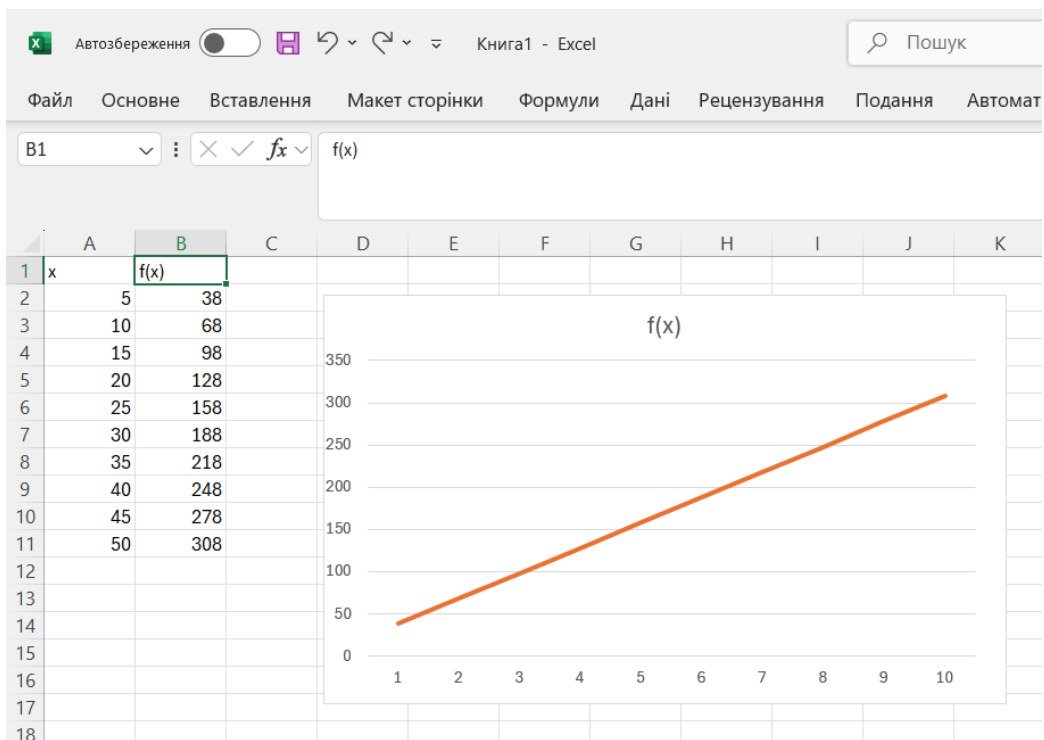 Автозбереження Книга1 - Excel Пошук
Файл Основне Вставлення Макет сторінки Формули Дані Рецензування Подання Автомат
B1 fx f(x)
A B C D E F G H I J K
1 x f(x)
2 5 38
3 10 68
4 15 98
5 20 128
6 25 158
7 30 188
8 35 218
9 40 248
10 45 278
11 50 308
12
13
14
15
16
17
18
f(x)
350
300
250
200
150
100
50
0
1 2 3 4 5 6 7 8 9 10